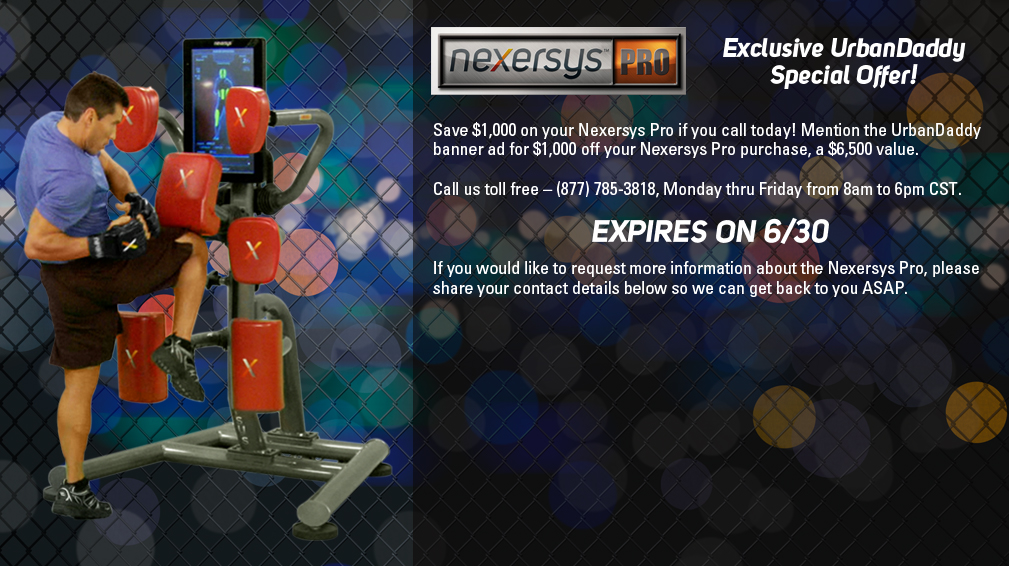 nexersys
nexersys™ PRO
Exclusive UrbanDaddy
Special Offer!
Save $1,000 on your Nexersys Pro if you call today! Mention the UrbanDaddy
banner ad for $1,000 off your Nexersys Pro purchase, a $6,500 value.
Call us toll free – (877) 785-3818, Monday thru Friday from 8am to 6pm CST.
EXPIRES ON 6/30
If you would like to request more information about the Nexersys Pro, please
share your contact details below so we can get back to you ASAP.